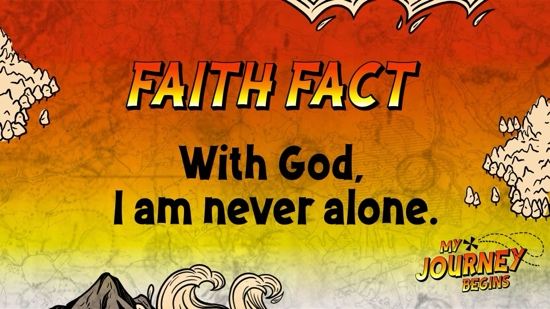 FAITH FACT
With God,
I am never alone.
MY
JOURNEY
BEGINS